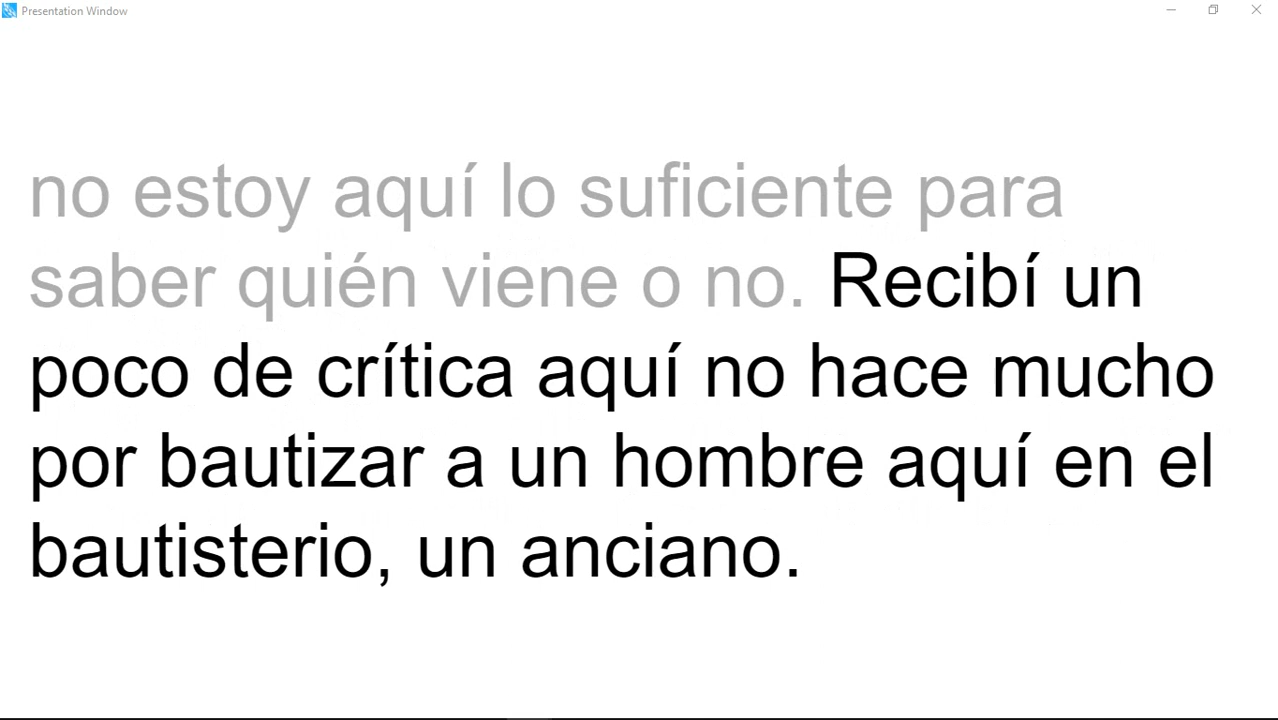 Presentation Window
no estoy aquí lo suficiente para
saber quién viene o no. Recibí un
poco de crítica aquí no hace mucho
por bautizar a un hombre aquí en el
bautisterio, un anciano.